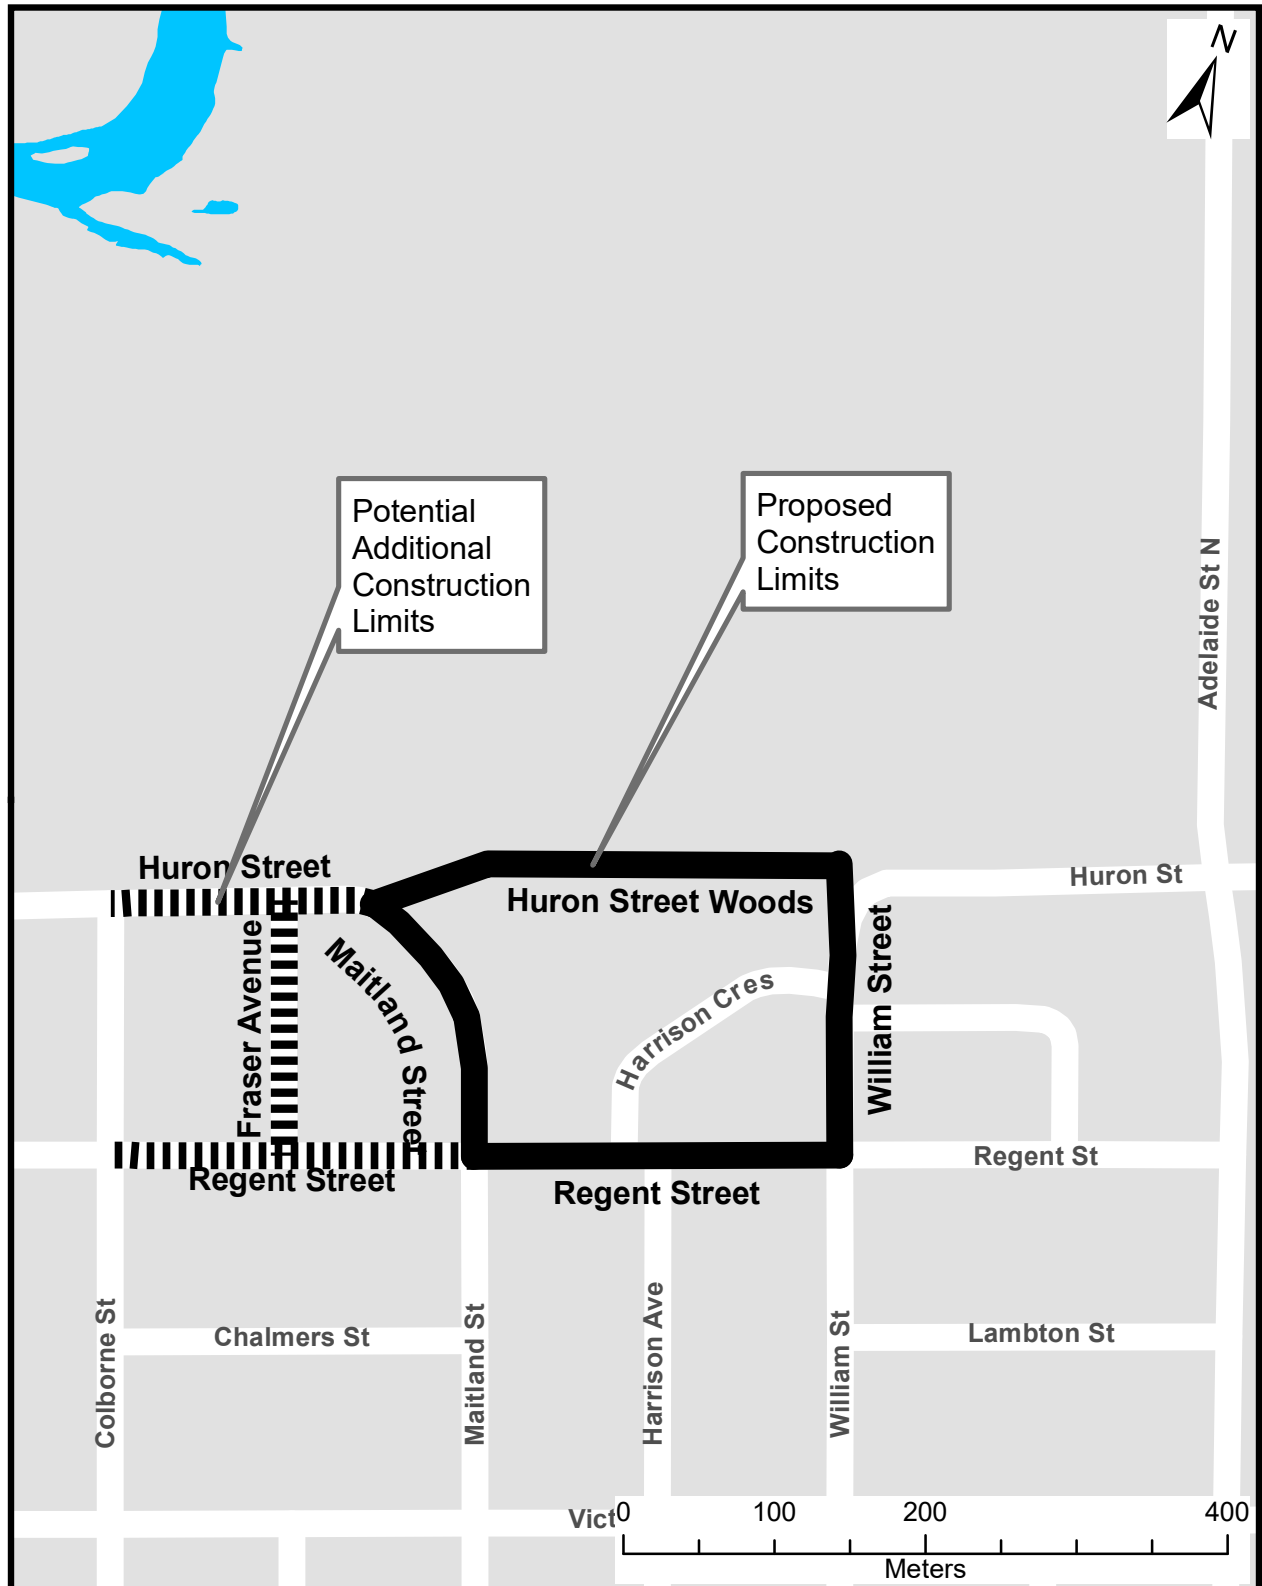 N
Potential
Additional
Construction
Limits
Proposed
Construction
Limits
Adelaide St N
Huron Street
Huron Street Woods
Huron St
Fraser Avenue
Maitland Street
Harrison Cres
William Street
Regent Street
Regent Street
Regent St
Colborne St
Chalmers St
Maitland St
Harrison Ave
William St
Lambton St
Vict
0 100 200 400
Meters